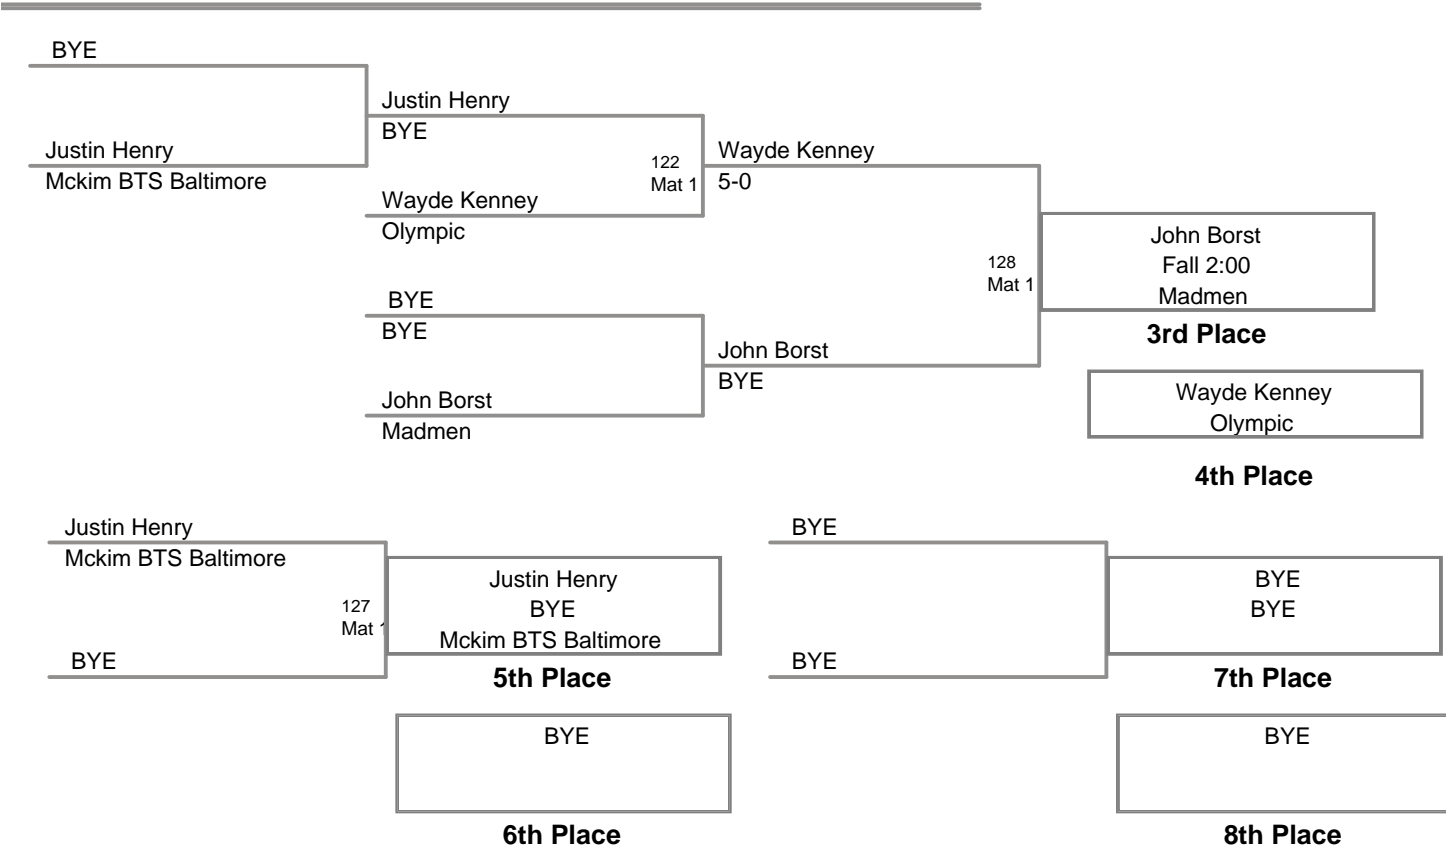 BYE
Justin Henry
BYE
Justin Henry
Mckim BTS Baltimore
122
Mat 1
Wayde Kenney
5-0
Wayde Kenney
Olympic
John Borst
Fall 2:00
Madmen
3rd Place
128
Mat 1
BYE
BYE
John Borst
BYE
John Borst
Madmen
Wayde Kenney
Olympic
4th Place
Justin Henry
Mckim BTS Baltimore
127
Mat 1
BYE
Justin Henry
BYE
Mckim BTS Baltimore
5th Place
BYE
6th Place
BYE
BYE
BYE
BYE
7th Place
BYE
8th Place